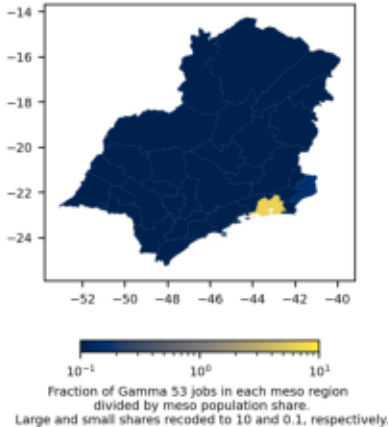 −14
−16
−18
−20
−22
−24
−52 −50 −48 −46 −44 −42 −40
10⁻¹ 10⁰ 10¹
Fraction of Gamma 53 jobs in each meso region
divided by meso population share.
Large and small shares recoded to 10 and 0.1, respectively.